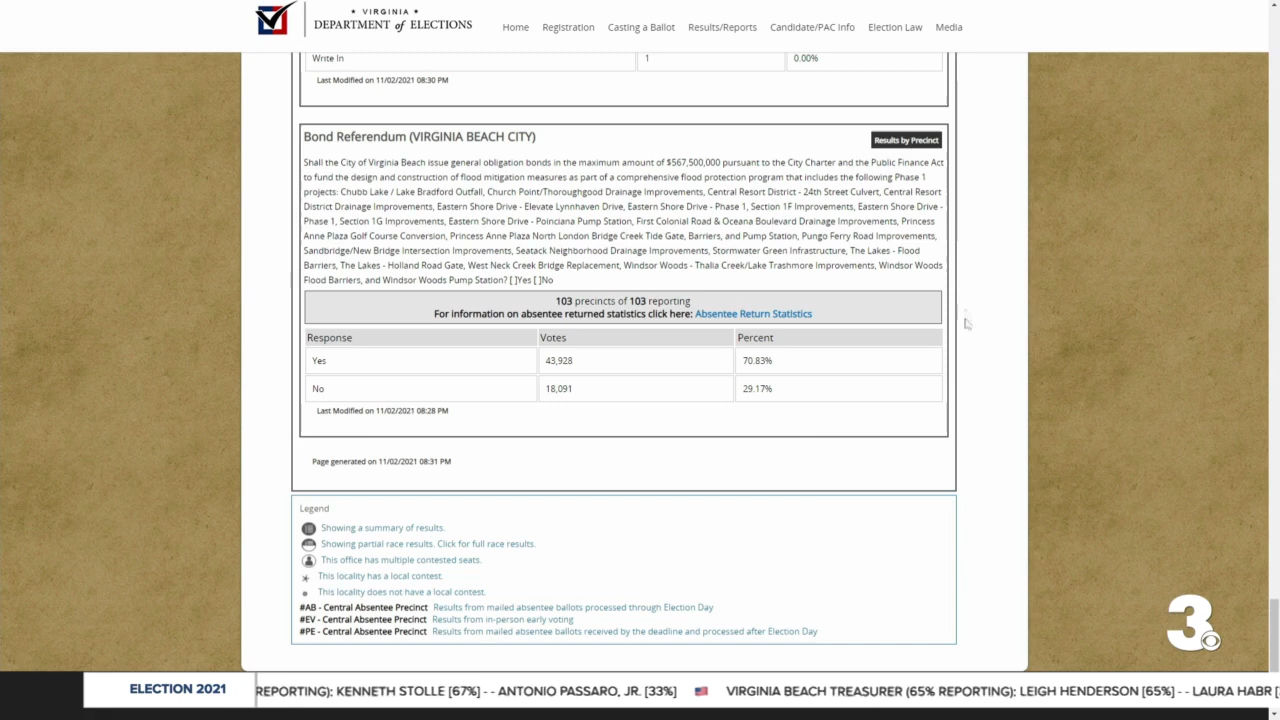 ★ VIRGINIA ★
DEPARTMENT of ELECTIONS
Home Registration Casting a Ballot Results/Reports Candidate/PAC Info Election Law Media
Write In 1 0.00%
Last Modified on 11/02/2021 08:30 PM
Bond Referendum (VIRGINIA BEACH CITY)
Results by Precinct
Shall the City of Virginia Beach issue general obligation bonds in the maximum amount of $567,500,000 pursuant to the City Charter and the Public Finance Act
to fund the design and construction of flood mitigation measures as part of a comprehensive flood protection program that includes the following Phase 1
projects: Chubb Lake / Lake Bradford Outfall, Church Point/Thoroughgood Drainage Improvements, Central Resort District - 24th Street Culvert, Central Resort
District Drainage Improvements, Eastern Shore Drive - Elevate Lynnhaven Drive, Eastern Shore Drive - Phase 1, Section 1F Improvements, Eastern Shore Drive -
Phase 1, Section 1G Improvements, Eastern Shore Drive - Poinciana Pump Station, First Colonial Road & Oceana Boulevard Drainage Improvements, Princess
Anne Plaza Golf Course Conversion, Princess Anne Plaza North London Bridge Creek Tide Gate, Barriers, and Pump Station, Pungo Ferry Road Improvements,
Sandbridge/New Bridge Intersection Improvements, Seatack Neighborhood Drainage Improvements, Stormwater Green Infrastructure, The Lakes - Flood
Barriers, The Lakes - Holland Road Gate, West Neck Creek Bridge Replacement, Windsor Woods - Thalia Creek/Lake Trashmore Improvements, Windsor Woods
Flood Barriers, and Windsor Woods Pump Station? [ ]Yes [ ]No
103 precincts of 103 reporting
For information on absentee returned statistics click here: Absentee Return Statistics
Response Votes Percent
Yes 43,928 70.83%
No 18,091 29.17%
Last Modified on 11/02/2021 08:28 PM
Page generated on 11/02/2021 08:31 PM
Legend
Showing a summary of results.
Showing partial race results. Click for full race results.
This office has multiple contested seats.
This locality has a local contest.
This locality does not have a local contest.
#AB - Central Absentee Precinct Results from mailed absentee ballots processed through Election Day
#EV - Central Absentee Precinct Results from in-person early voting
#PE - Central Absentee Precinct Results from mailed absentee ballots received by the deadline and processed after Election Day
3
ELECTION 2021 REPORTING): KENNETH STOLLE [67%] - - ANTONIO PASSARO, JR. [33%] VIRGINIA BEACH TREASURER (65% REPORTING): LEIGH HENDERSON [65%] - - LAURA HABR [